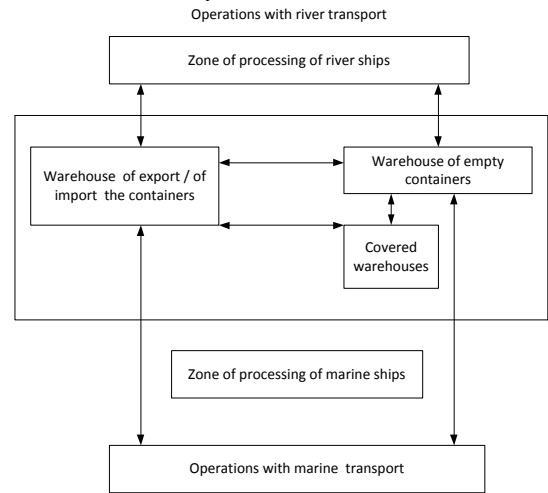 Operations with river transport
Zone of processing of river ships
Warehouse of export / of
import the containers
Warehouse of empty
containers
Covered
warehouses
Zone of processing of marine ships
Operations with marine transport